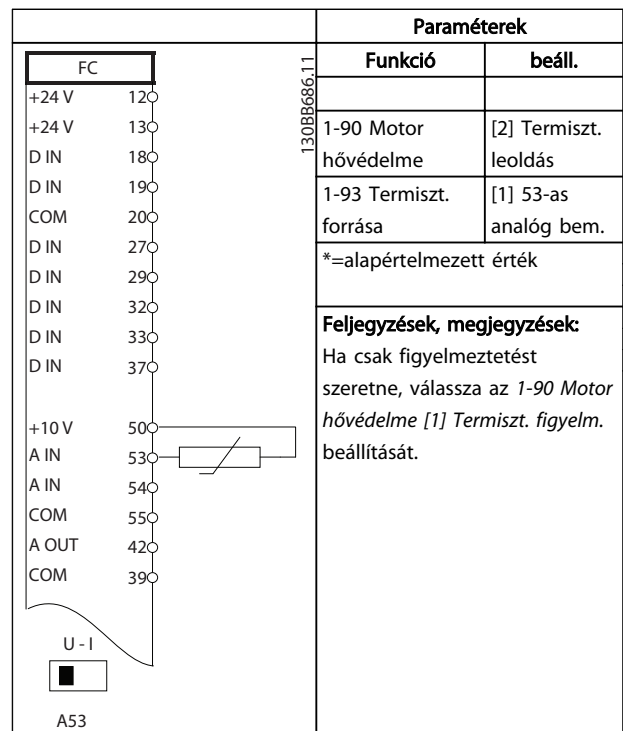 FC
+24 V 12
+24 V 13
D IN 18
D IN 19
COM 20
D IN 27
D IN 29
D IN 32
D IN 33
D IN 37
+10 V 50
A IN 53
A IN 54
COM 55
A OUT 42
COM 39
U - I
A53
130BB686.11
Paraméterek
Funkció beáll.
1-90 Motor [2] Termiszt.
hővédelme leoldás
1-93 Termiszt. [1] 53-as
forrása analóg bem.
*=alapértelmezett érték
Feljegyzések, megjegyzések:
Ha csak figyelmeztetést
szeretne, válassza az 1-90 Motor
hővédelme [1] Termiszt. figyelm.
beállítását.